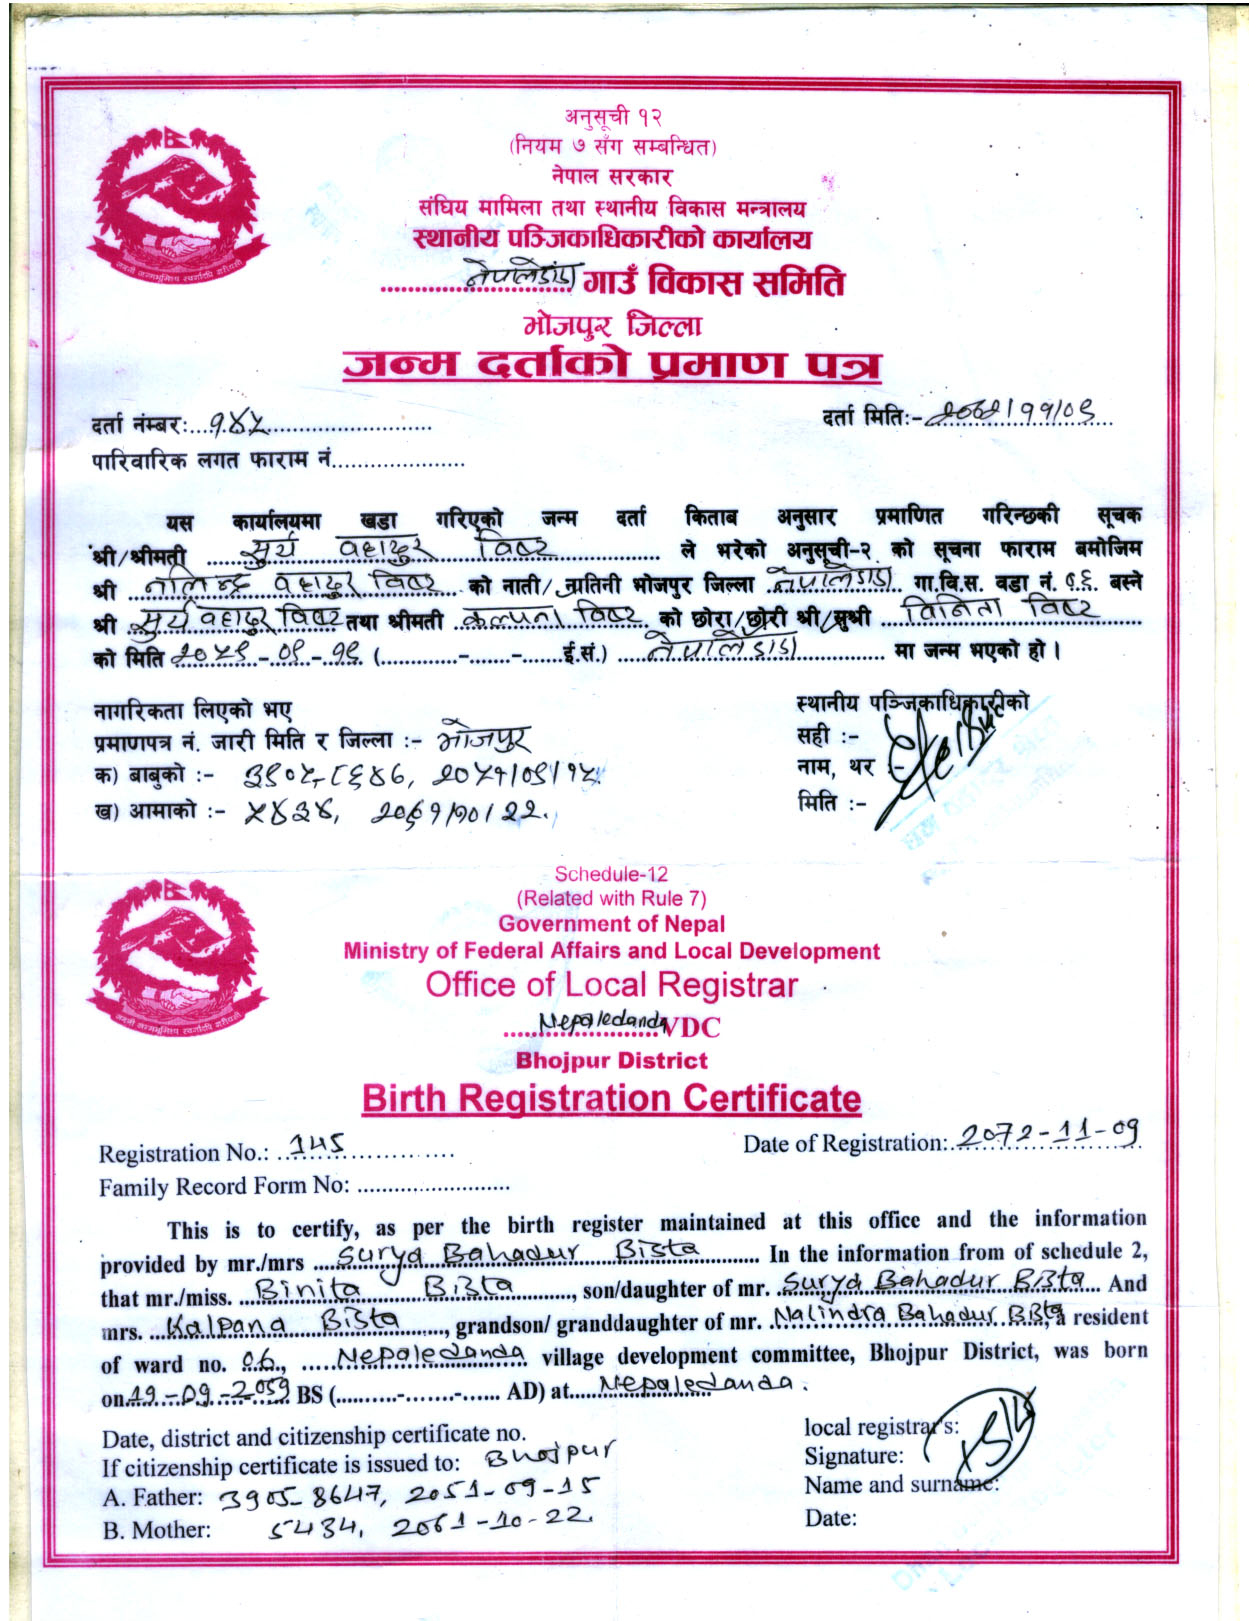 अनुसूची १२
(नियम ७ सँग सम्बन्धित)
नेपाल सरकार
संघिय मामिला तथा स्थानीय विकास मन्त्रालय
स्थानीय पञ्जिकाधिकारीको कार्यालय
नेपालेडाँडा गाउँ विकास समिति
भोजपुर जिल्ला
जन्म दर्ताको प्रमाण पत्र
दर्ता नंम्बर:...१४५... दर्ता मिति:- २०७२।११।०९
पारिवारिक लगत फाराम नं.....................
यस कार्यालयमा खडा गरिएको जन्म दर्ता किताब अनुसार प्रमाणित गरिन्छकी सूचक
श्री/श्रीमती सुर्य बहादुर विष्ट ले भरेको अनुसूची-२ को सूचना फाराम बमोजिम
श्री नलिन्द्र बहादुर विष्ट को नाती/नातिनी भोजपुर जिल्ला नेपालेडाँडा गा.बि.स. वडा नं. ०६ बस्ने
श्री सुर्य बहादुर विष्ट तथा श्रीमती कल्पना विष्ट को छोरा/छोरी श्री/सुश्री विनिता विष्ट
को मिति २०५९-०९-१९ (............-.......-.......ई.सं.) नेपालेडाँडा मा जन्म भएको हो ।
नागरिकता लिएको भए
प्रमाणपत्र नं. जारी मिति र जिल्ला :- भोजपुर
क) बाबुको :- ३९०५-८६४७, २०५१/०९/१५
ख) आमाको :- ५४३४, २०६१/१०/२२.
स्थानीय पञ्जिकाधिकारीको
सही :-
नाम, थर :-
मिति :-
Schedule-12
(Related with Rule 7)
Government of Nepal
Ministry of Federal Affairs and Local Development
Office of Local Registrar
Nepaledanda VDC
Bhojpur District
Birth Registration Certificate
Registration No.: 145 Date of Registration: 2072-11-09
Family Record Form No: ..........................
This is to certify, as per the birth register maintained at this office and the information
provided by mr./mrs Surya Bahadur Bista In the information from of schedule 2,
that mr./miss. Binita Bista, son/daughter of mr. Surya Bahadur Bista And
mrs. Kalpana Bista, grandson/ granddaughter of mr. Nalindra Bahadur Bista, a resident
of ward no. 06, Nepaledanda village development committee, Bhojpur District, was born
on 19-09-2059 BS (..........-........-...... AD) at Nepaledanda.
Date, district and citizenship certificate no.
If citizenship certificate is issued to: Bhojpur
A. Father: 3905-8647, 2051-09-15
B. Mother: 5434, 2061-10-22.
local registrar's:
Signature:
Name and surname:
Date: